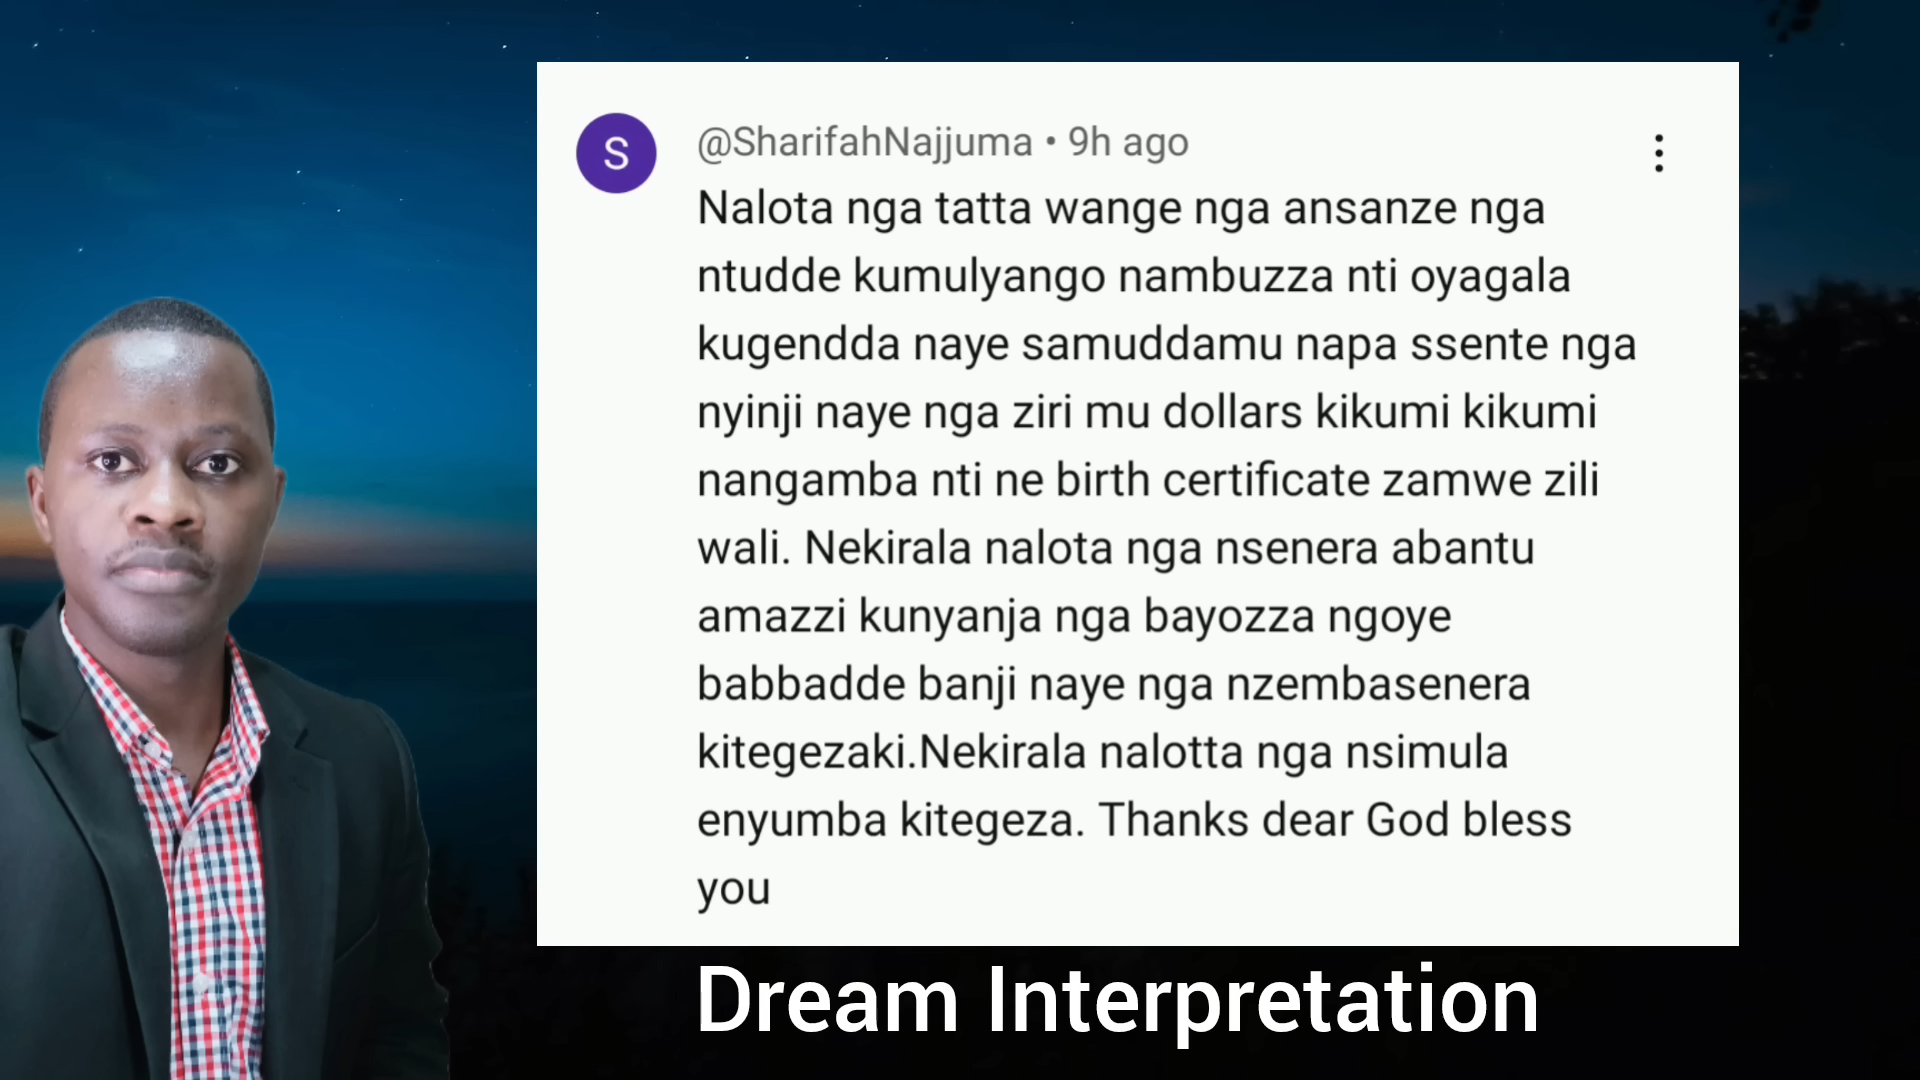 S
@SharifahNajjuma • 9h ago
Nalota nga tatta wange nga ansanze nga
ntudde kumulyango nambuzza nti oyagala
kugendda naye samuddamu napa ssente nga
nyinji naye nga ziri mu dollars kikumi kikumi
nangamba nti ne birth certificate zamwe zili
wali. Nekirala nalota nga nsenera abantu
amazzi kunyanja nga bayozza ngoye
babbadde banji naye nga nzembasenera
kitegezaki.Nekirala nalotta nga nsimula
enyumba kitegeza. Thanks dear God bless
you
Dream Interpretation